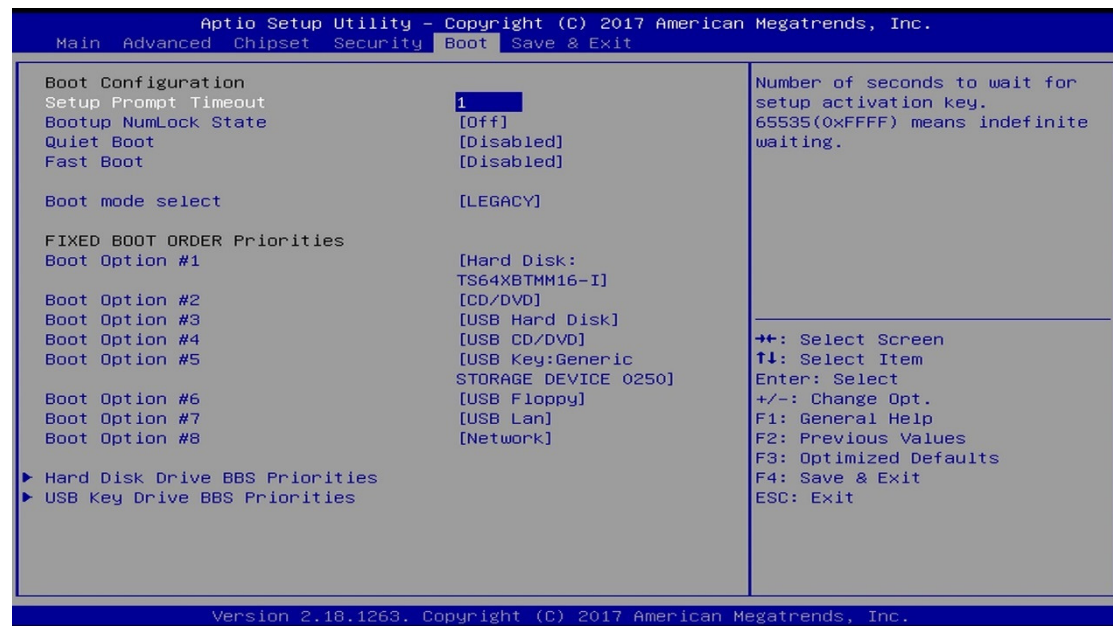 Aptio Setup Utility – Copyright (C) 2017 American Megatrends, Inc.
Main Advanced Chipset Security Boot Save & Exit
Boot Configuration
Setup Prompt Timeout 1
Bootup NumLock State [Off]
Quiet Boot [Disabled]
Fast Boot [Disabled]
Boot mode select [LEGACY]
FIXED BOOT ORDER Priorities
Boot Option #1 [Hard Disk:
TS64XBTMM16-I]
Boot Option #2 [CD/DVD]
Boot Option #3 [USB Hard Disk]
Boot Option #4 [USB CD/DVD]
Boot Option #5 [USB Key:Generic
STORAGE DEVICE 0250]
Boot Option #6 [USB Floppy]
Boot Option #7 [USB Lan]
Boot Option #8 [Network]
► Hard Disk Drive BBS Priorities
► USB Key Drive BBS Priorities
Number of seconds to wait for
setup activation key.
65535(0xFFFF) means indefinite
waiting.
→←: Select Screen
↑↓: Select Item
Enter: Select
+/-: Change Opt.
F1: General Help
F2: Previous Values
F3: Optimized Defaults
F4: Save & Exit
ESC: Exit
Version 2.18.1263. Copyright (C) 2017 American Megatrends, Inc.